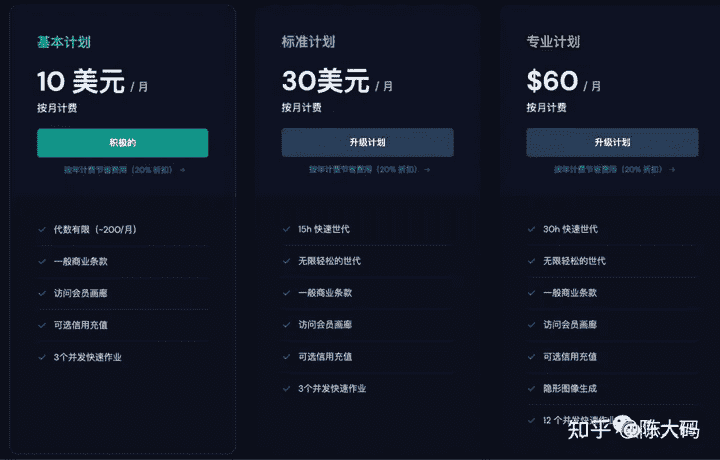 基本计划
10 美元 / 月
按月计费
积极的
按年计费节省费用（20% 折扣） →
代数有限（~200/月）
一般商业条款
访问会员画廊
可选信用充值
3个并发快速作业
标准计划
30美元 / 月
按月计费
升级计划
按年计费节省费用（20% 折扣） →
15h 快速世代
无限轻松的世代
一般商业条款
访问会员画廊
可选信用充值
3个并发快速作业
专业计划
$60 / 月
按月计费
升级计划
按年计费节省费用（20% 折扣） →
30h 快速世代
无限轻松的世代
一般商业条款
访问会员画廊
可选信用充值
隐形图像生成
12 个并发快速作业
知乎 @陈大码